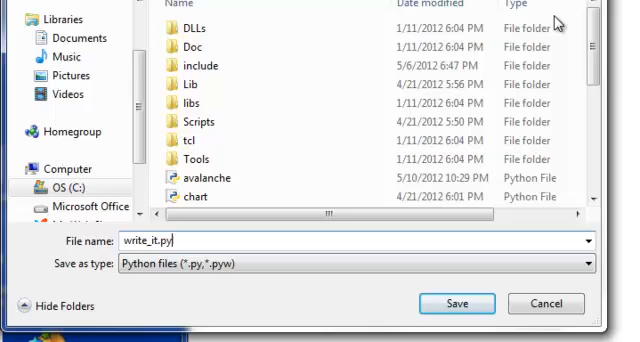 Name Date modified Type
Libraries
Documents
Music
Pictures
Videos
Homegroup
Computer
OS (C:)
Microsoft Office
DLLs 1/11/2012 6:04 PM File folder
Doc 1/11/2012 6:04 PM File folder
include 5/6/2012 6:47 PM File folder
Lib 4/21/2012 5:56 PM File folder
libs 1/11/2012 6:04 PM File folder
Scripts 4/21/2012 5:50 PM File folder
tcl 1/11/2012 6:04 PM File folder
Tools 1/11/2012 6:04 PM File folder
avalanche 5/10/2012 10:29 PM Python File
chart 4/21/2012 6:01 PM Python File
File name: write_it.py
Save as type: Python files (*.py,*.pyw)
Hide Folders Save Cancel